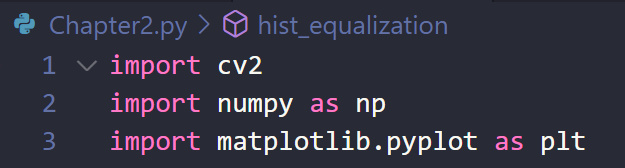 Chapter2.py > hist_equalization
1 import cv2
2 import numpy as np
3 import matplotlib.pyplot as plt